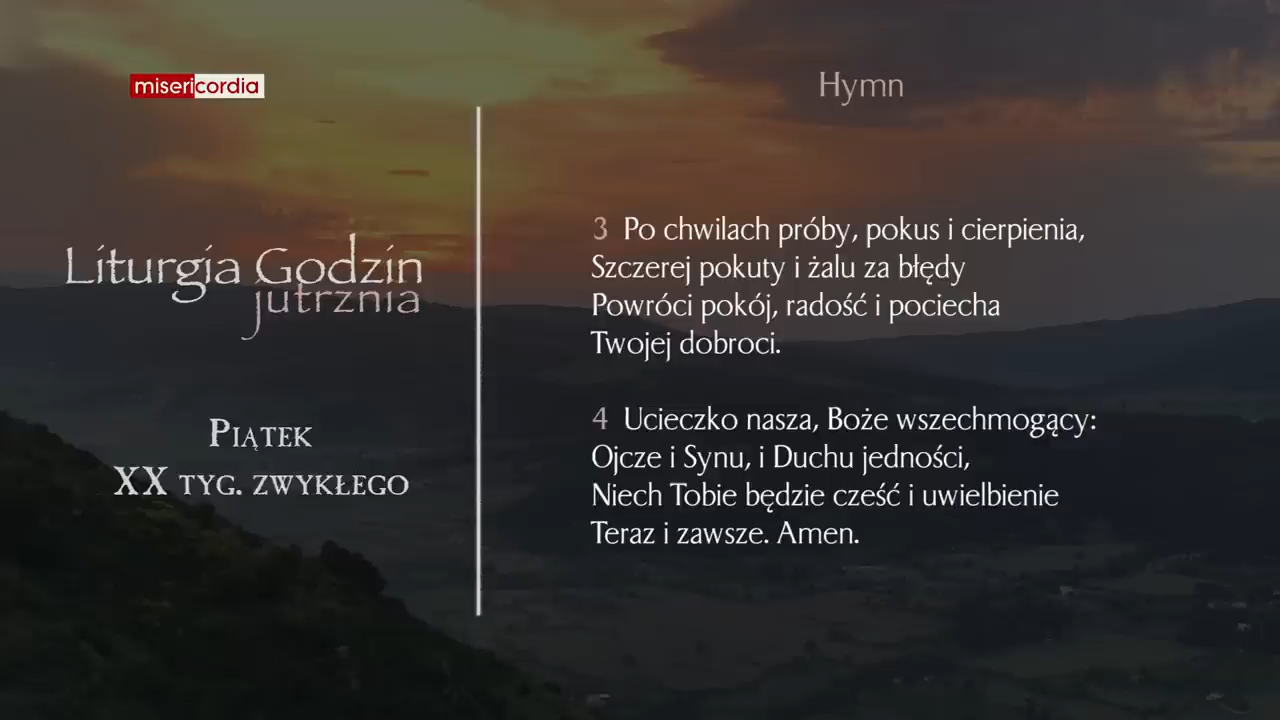 misericordia
Hymn
Liturgia Godzin
jutrznia
Piątek
XX tyg. zwykłego
3 Po chwilach próby, pokus i cierpienia,
Szczerej pokuty i żalu za błędy
Powróci pokój, radość i pociecha
Twojej dobroci.
4 Ucieczko nasza, Boże wszechmogący:
Ojcze i Synu, i Duchu jedności,
Niech Tobie będzie cześć i uwielbienie
Teraz i zawsze. Amen.